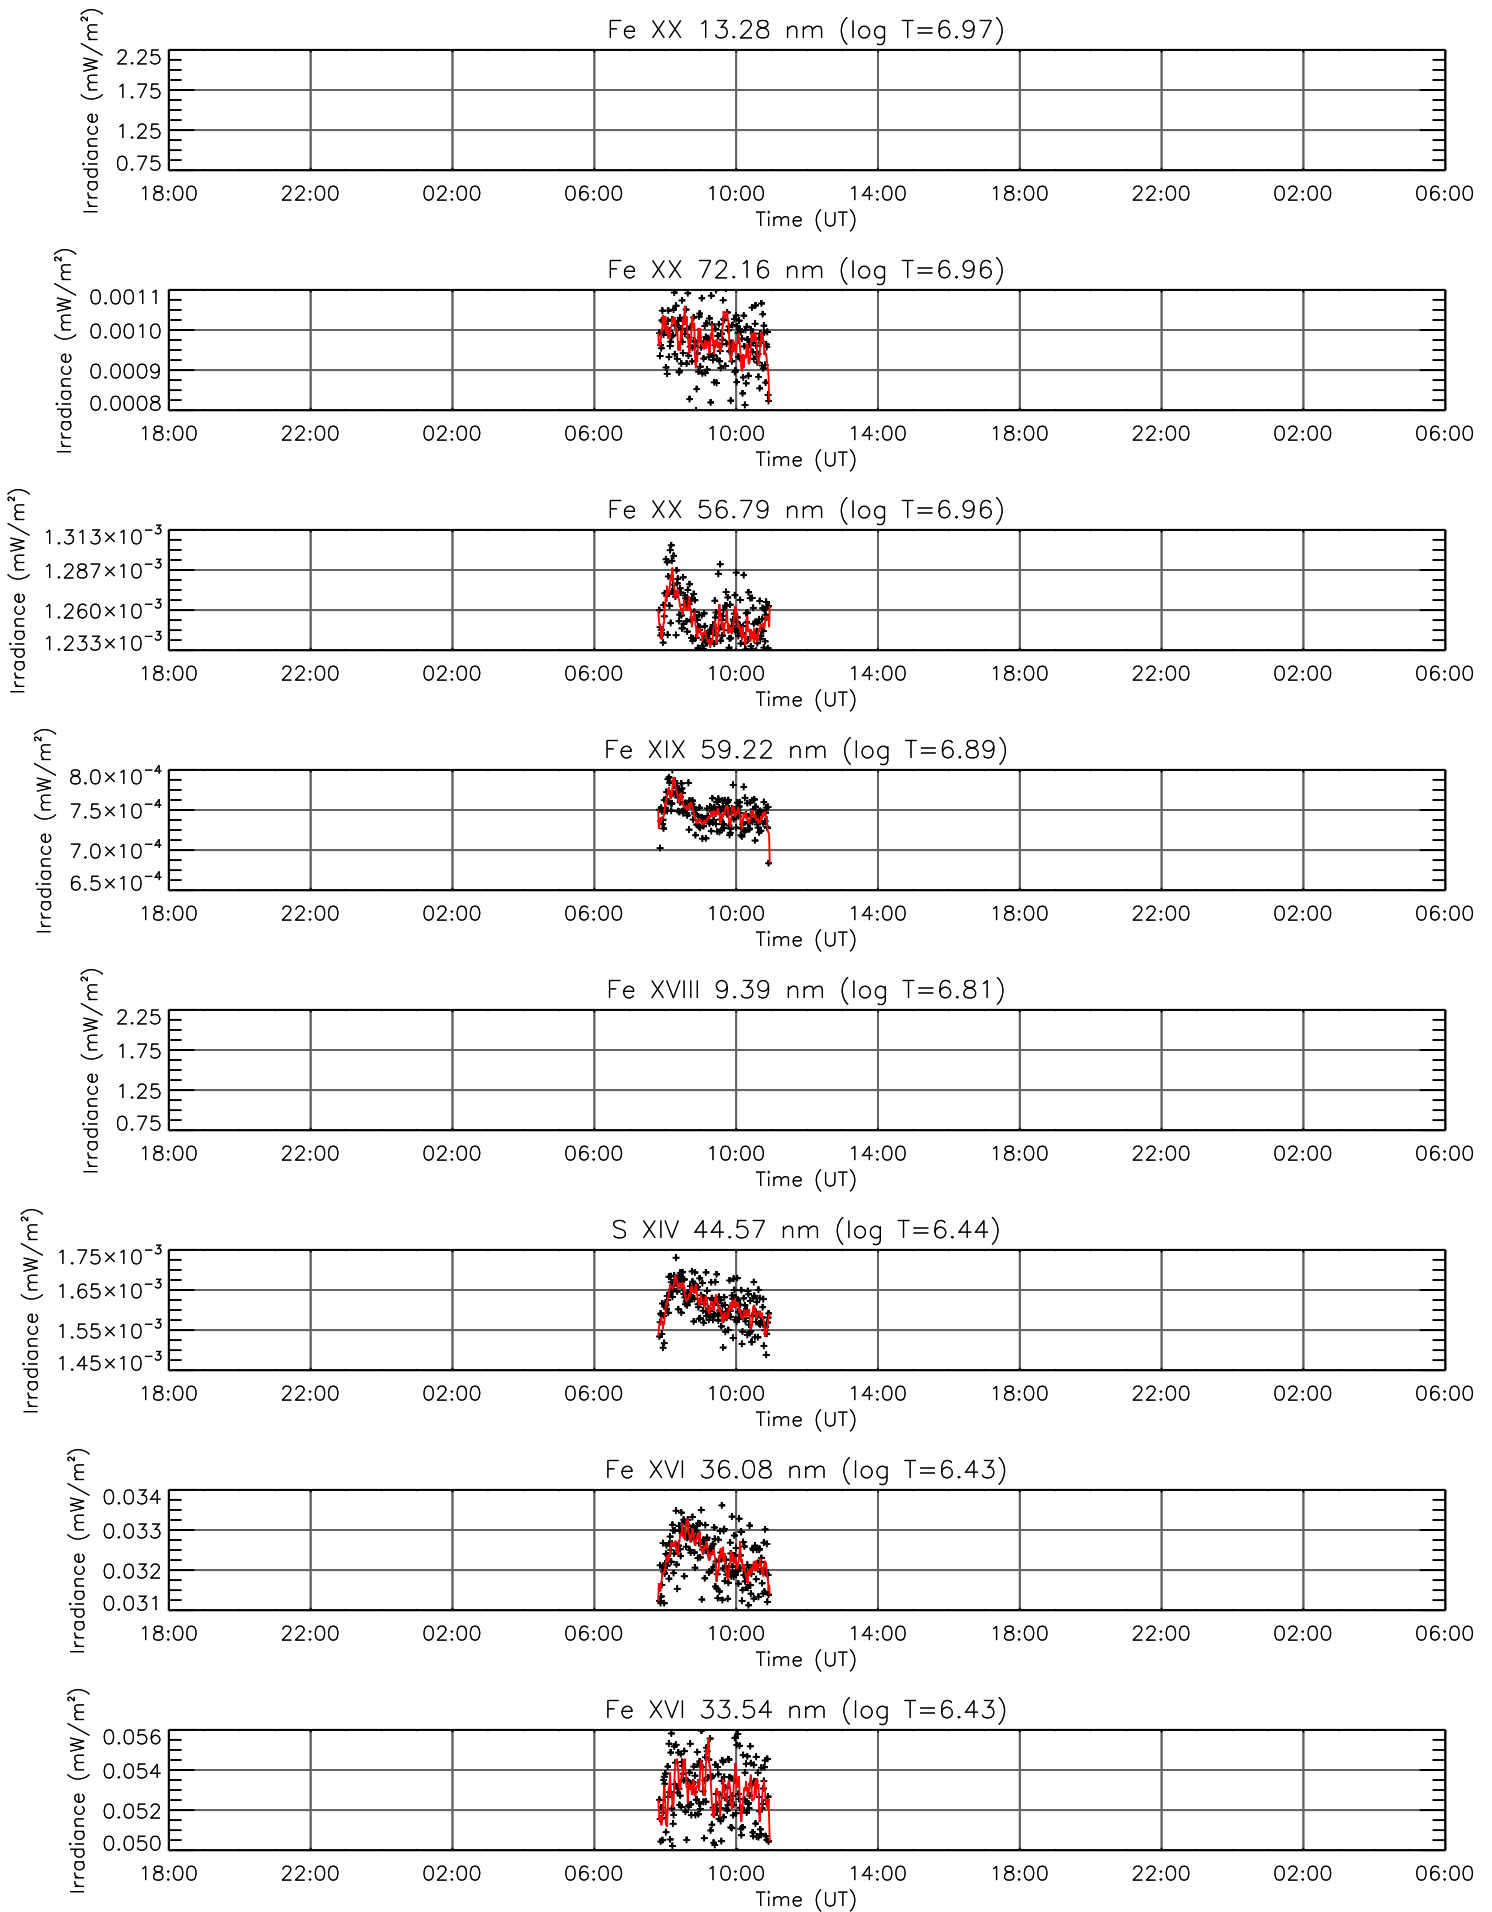 Fe XX 13.28 nm (log T=6.97)
Irradiance (mW/m²)
2.25
1.75
1.25
0.75
18:00 22:00 02:00 06:00 10:00 14:00 18:00 22:00 02:00 06:00
Time (UT)
Fe XX 72.16 nm (log T=6.96)
Irradiance (mW/m²)
0.0011
0.0010
0.0009
0.0008
18:00 22:00 02:00 06:00 10:00 14:00 18:00 22:00 02:00 06:00
Time (UT)
Fe XX 56.79 nm (log T=6.96)
Irradiance (mW/m²)
1.313×10⁻³
1.287×10⁻³
1.260×10⁻³
1.233×10⁻³
18:00 22:00 02:00 06:00 10:00 14:00 18:00 22:00 02:00 06:00
Time (UT)
Fe XIX 59.22 nm (log T=6.89)
Irradiance (mW/m²)
8.0×10⁻⁴
7.5×10⁻⁴
7.0×10⁻⁴
6.5×10⁻⁴
18:00 22:00 02:00 06:00 10:00 14:00 18:00 22:00 02:00 06:00
Time (UT)
Fe XVIII 9.39 nm (log T=6.81)
Irradiance (mW/m²)
2.25
1.75
1.25
0.75
18:00 22:00 02:00 06:00 10:00 14:00 18:00 22:00 02:00 06:00
Time (UT)
S XIV 44.57 nm (log T=6.44)
Irradiance (mW/m²)
1.75×10⁻³
1.65×10⁻³
1.55×10⁻³
1.45×10⁻³
18:00 22:00 02:00 06:00 10:00 14:00 18:00 22:00 02:00 06:00
Time (UT)
Fe XVI 36.08 nm (log T=6.43)
Irradiance (mW/m²)
0.034
0.033
0.032
0.031
18:00 22:00 02:00 06:00 10:00 14:00 18:00 22:00 02:00 06:00
Time (UT)
Fe XVI 33.54 nm (log T=6.43)
Irradiance (mW/m²)
0.056
0.054
0.052
0.050
18:00 22:00 02:00 06:00 10:00 14:00 18:00 22:00 02:00 06:00
Time (UT)